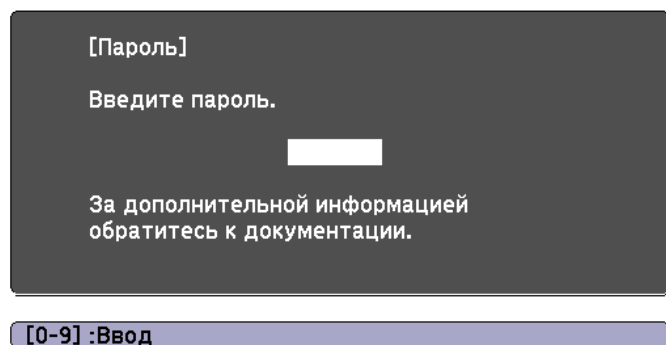 [Пароль]
Введите пароль.
За дополнительной информацией
обратитесь к документации.
[0-9] :Ввод